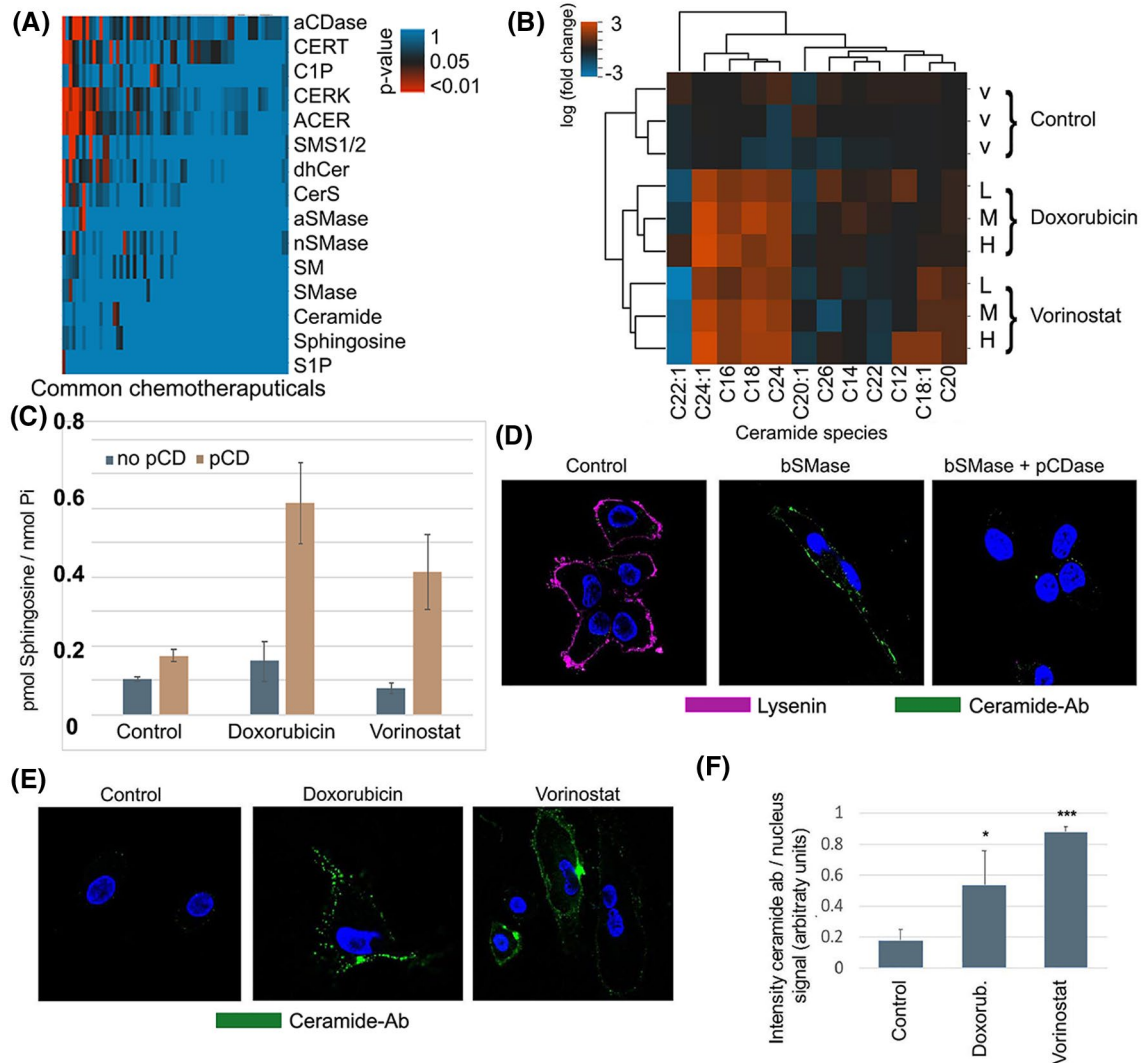 (A)
aCDase
CERT
C1P
CERK
ACER
SMS1/2
dhCer
CerS
aSMase
nSMase
SM
SMase
Ceramide
Sphingosine
S1P
p-value
1
0.05
<0.01
Common chemotheraputicals
(B)
log (fold change)
3
-3
v
v
v
Control
L
M
H
Doxorubicin
L
M
H
Vorinostat
C22:1
C24:1
C16
C18
C24
C20:1
C26
C14
C22
C12
C18:1
C20
Ceramide species
(C)
pmol Sphingosine / nmol Pi
0.8
0.6
0.4
0.2
0
no pCD
pCD
Control
Doxorubicin
Vorinostat
(D)
Control
bSMase
bSMase + pCDase
Lysenin
Ceramide-Ab
(E)
Control
Doxorubicin
Vorinostat
Ceramide-Ab
(F)
Intensity ceramide ab / nucleus
signal (arbitraty units)
1
0.8
0.6
0.4
0.2
0
*
***
Control
Doxorub.
Vorinostat